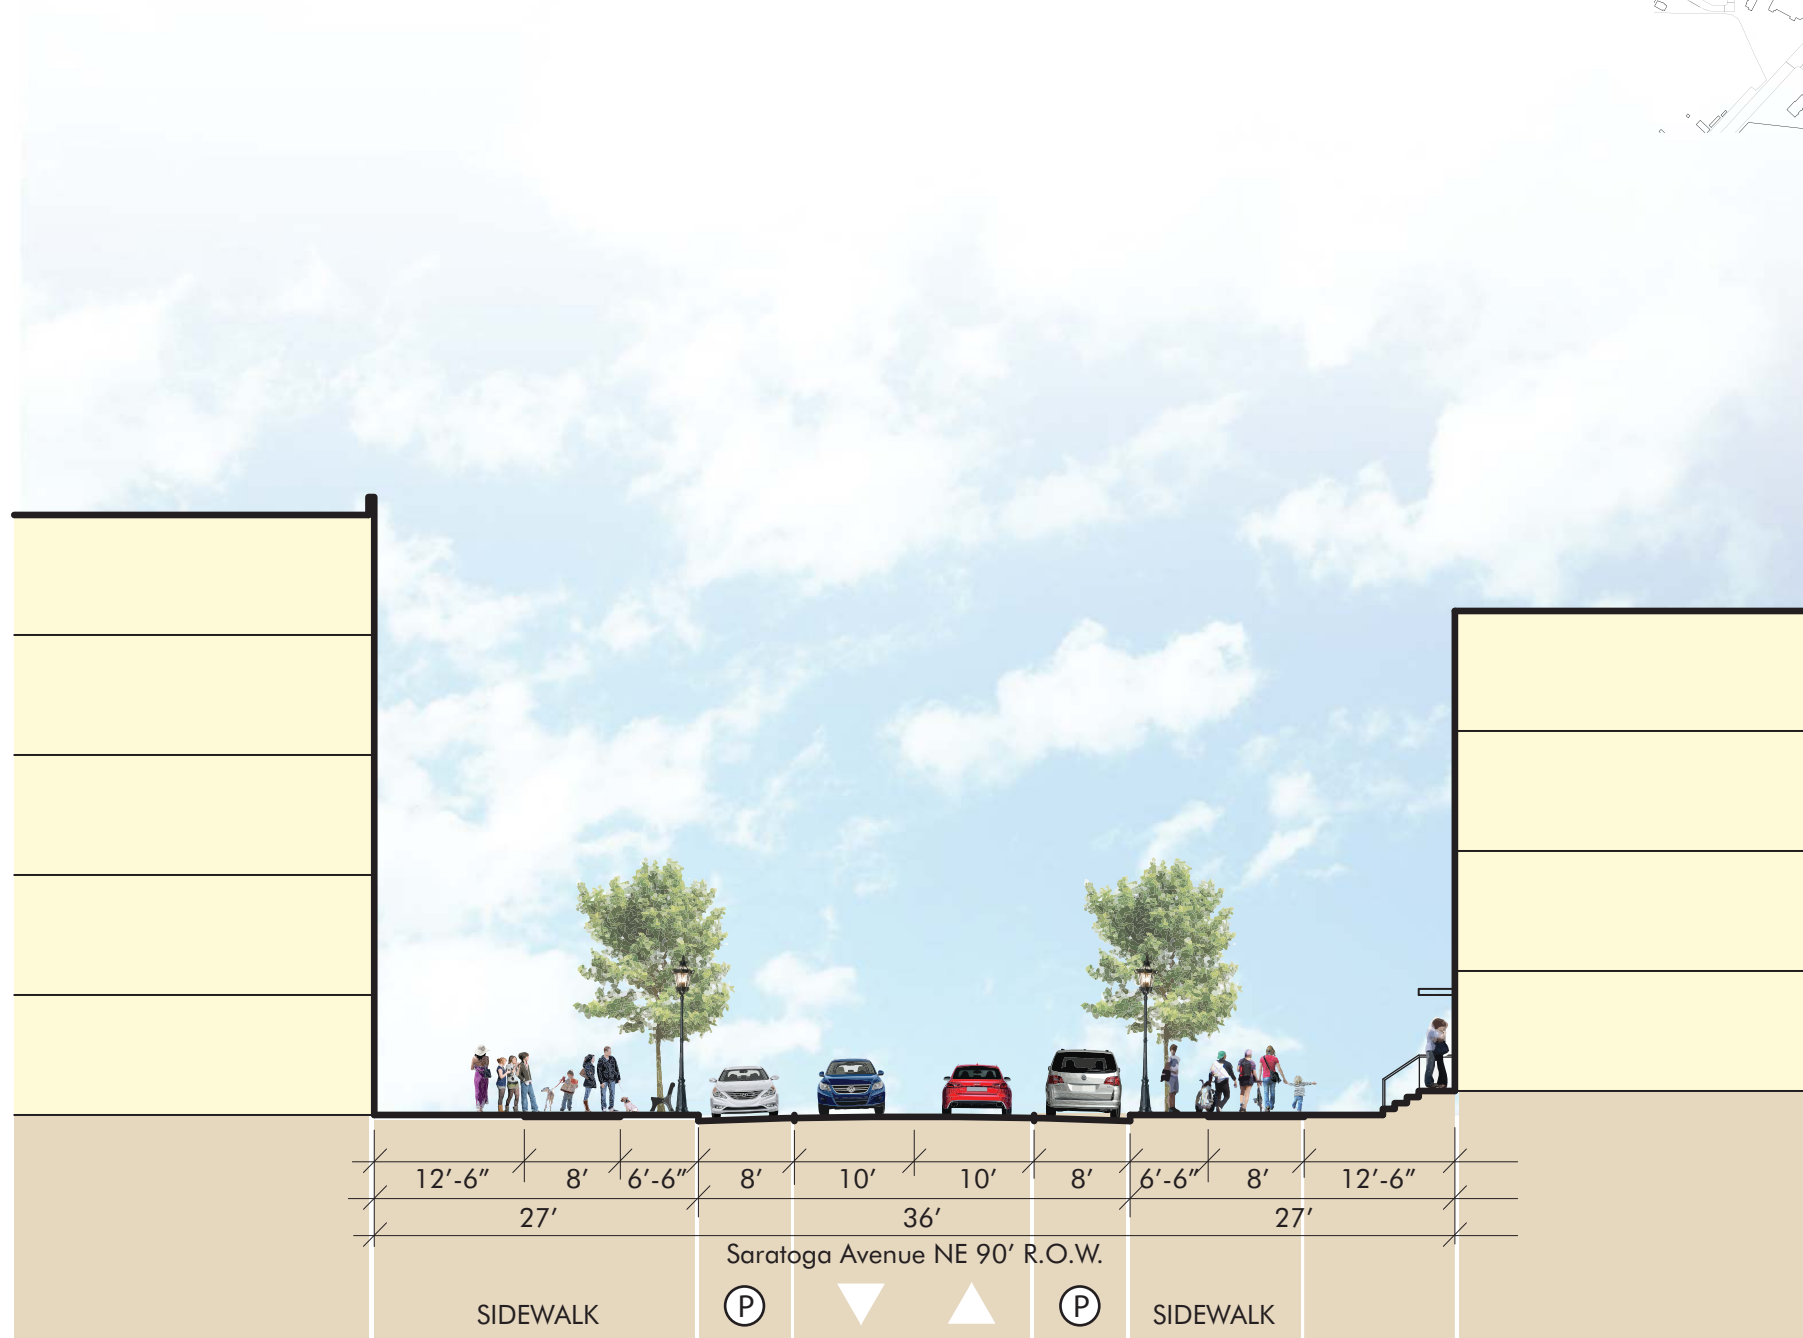 12’-6” 8’ 6’-6” 8’ 10’ 10’ 8’ 6’-6” 8’ 12’-6”
27’ 36’ 27’
Saratoga Avenue NE 90’ R.O.W.
P P
SIDEWALK SIDEWALK